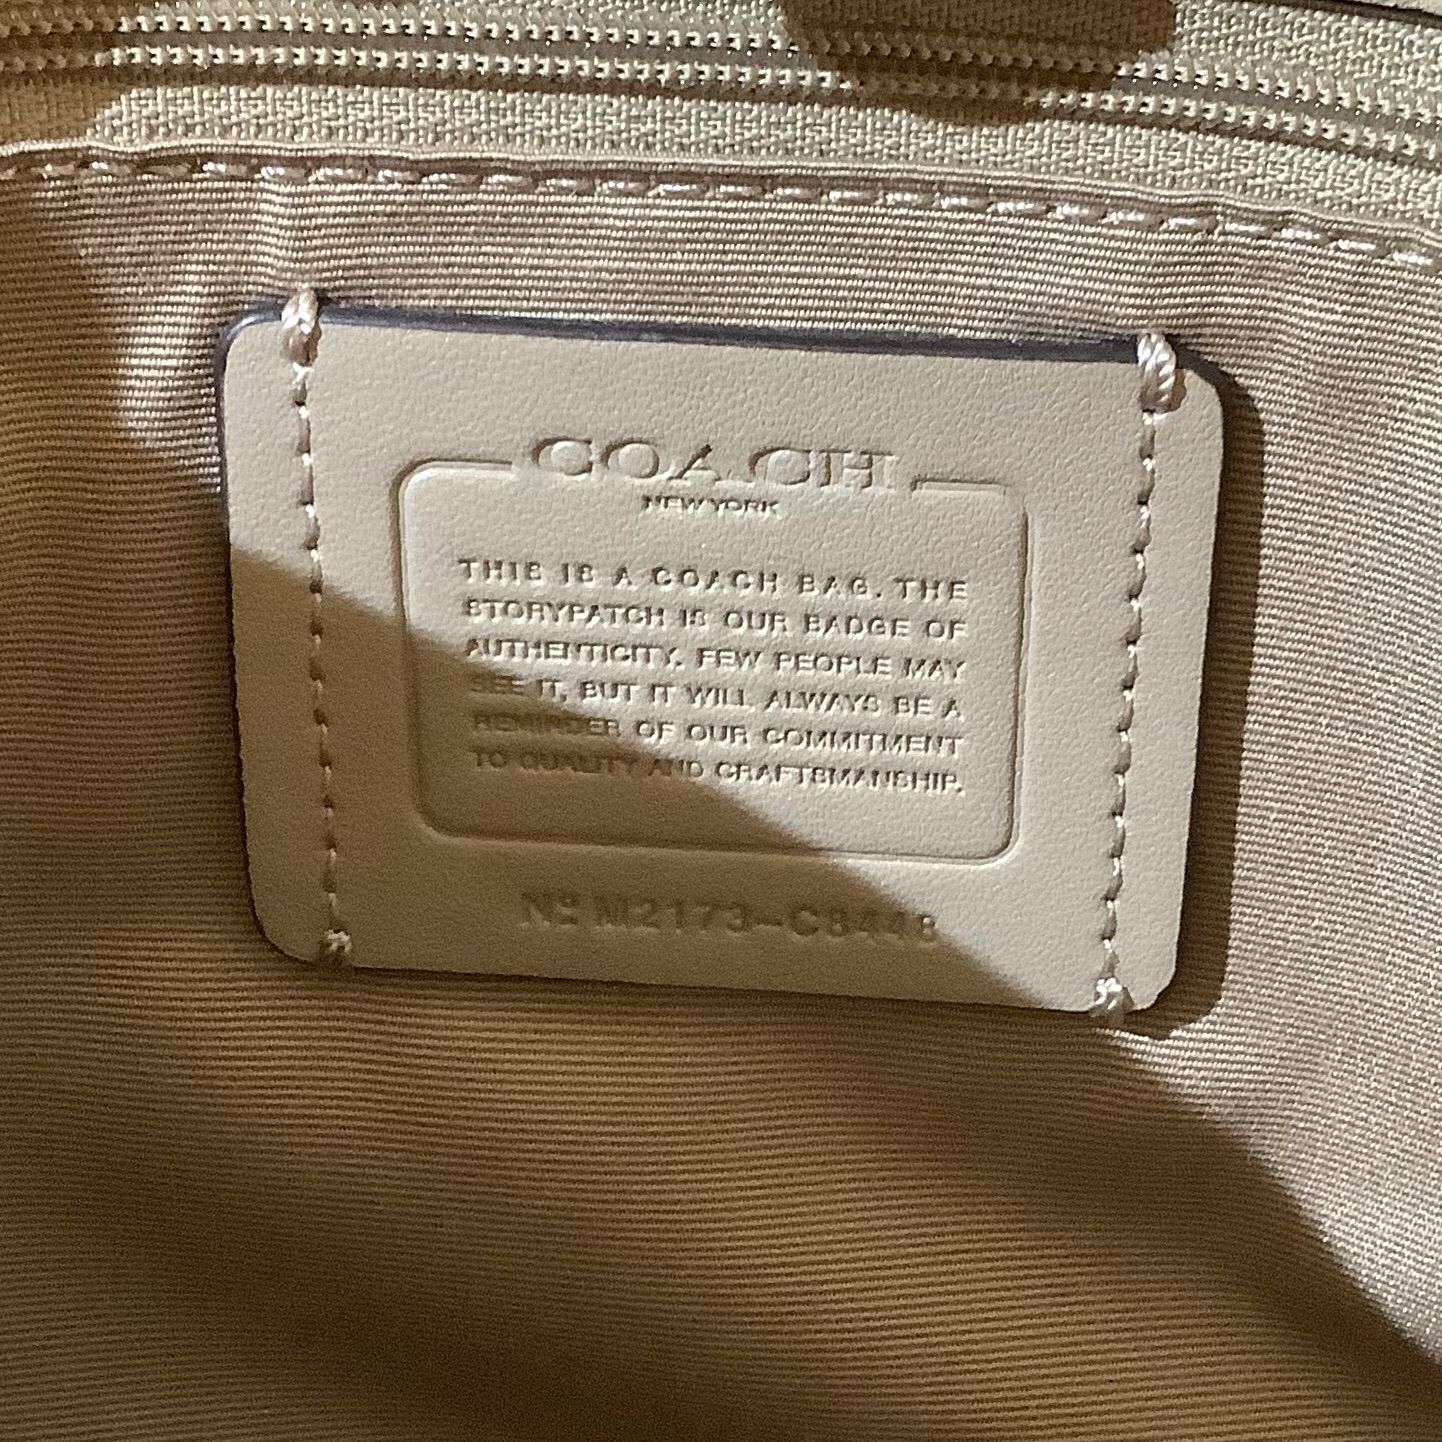 COACH
NEW YORK
THIS IS A COACH BAG. THE
STORYPATCH IS OUR BADGE OF
AUTHENTICITY. FEW PEOPLE MAY
SEE IT, BUT IT WILL ALWAYS BE A
REMINDER OF OUR COMMITMENT
TO QUALITY AND CRAFTSMANSHIP.
Nº M2173-C8448